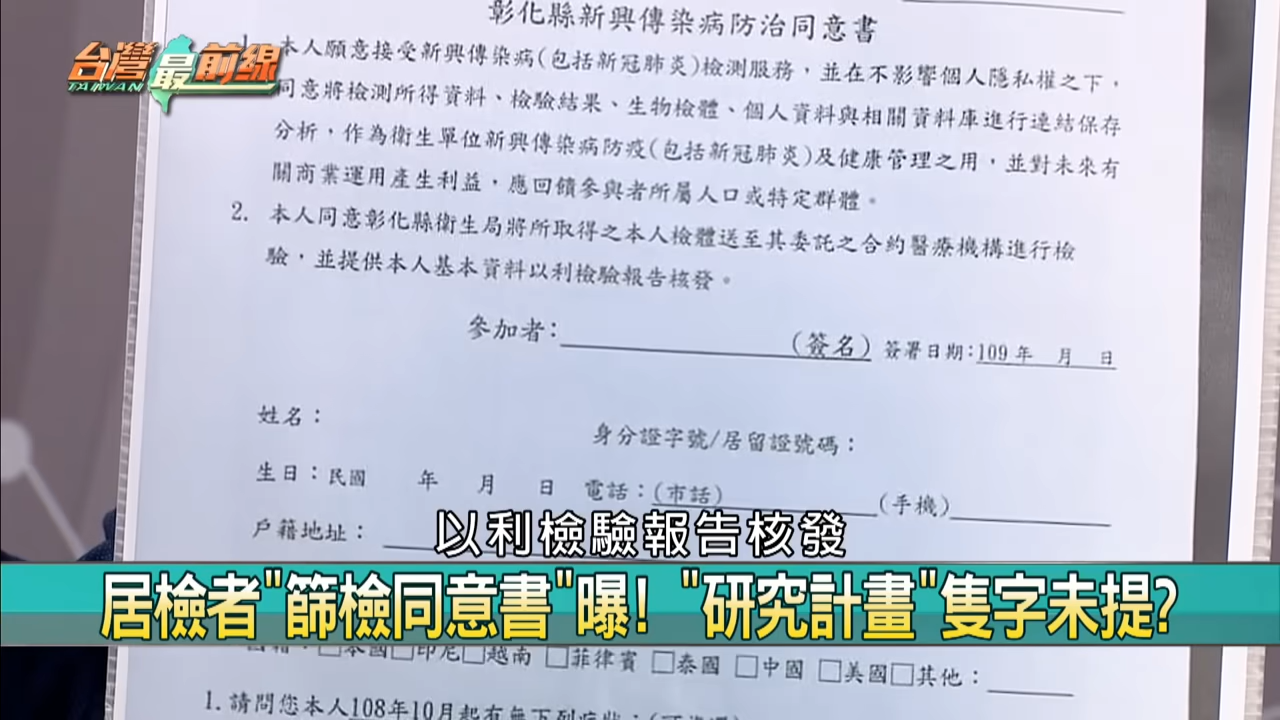 彰化縣新興傳染病防治同意書
台灣最前線
TAIWAN
1. 本人願意接受新興傳染病(包括新冠肺炎)檢測服務，並在不影響個人隱私權之下，
同意將檢測所得資料、檢驗結果、生物檢體、個人資料與相關資料庫進行連結保存
分析，作為衛生單位新興傳染病防疫(包括新冠肺炎)及健康管理之用，並對未來有
關商業運用產生利益，應回饋參與者所屬人口或特定群體。
2. 本人同意彰化縣衛生局將所取得之本人檢體送至其委託之合約醫療機構進行檢
驗，並提供本人基本資料以利檢驗報告核發。
參加者：(簽名) 簽署日期：109 年 月 日
姓名：
身分證字號/居留證號碼：
生日：民國 年 月 日 電話：(市話) (手機)
戶籍地址：
以利檢驗報告核發
居檢者"篩檢同意書"曝！"研究計畫"隻字未提？
□本國□印尼□越南 □菲律賓 □泰國 □中國 □美國□其他：
1. 請問您本人108年10月起有無下列症狀：